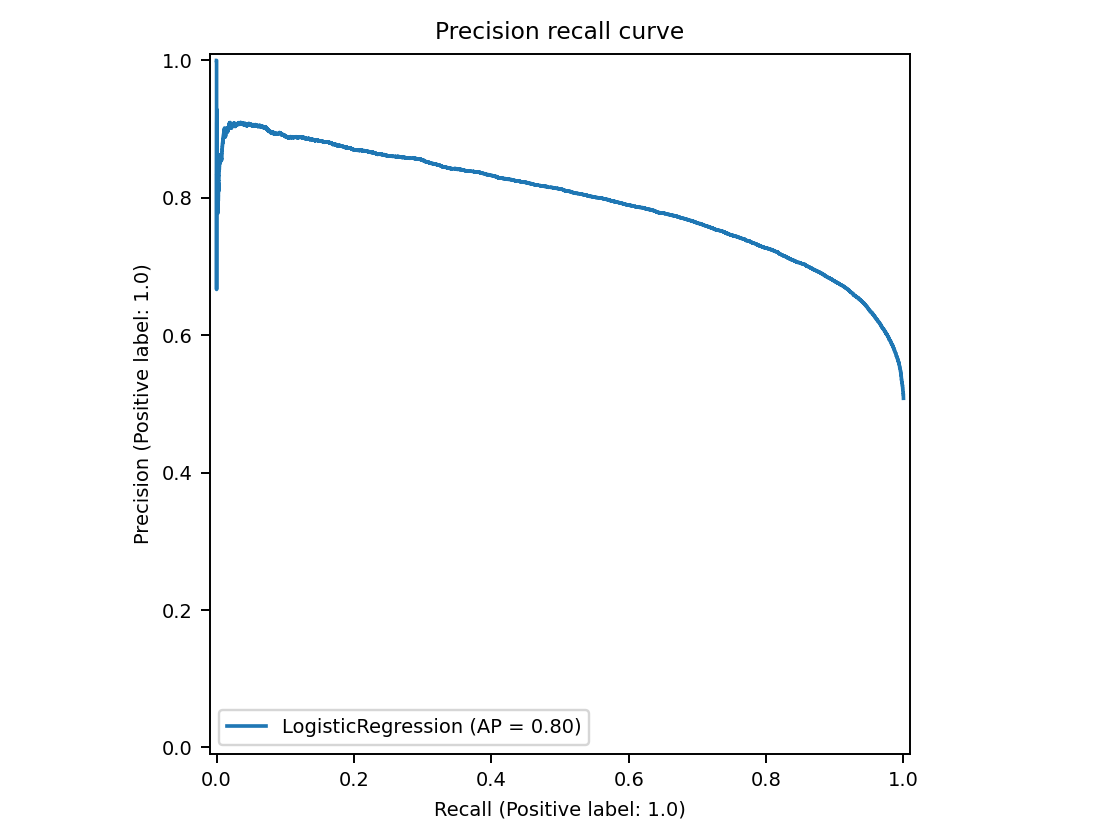 Precision recall curve
1.0
0.8
0.6
0.4
0.2
0.0
Precision (Positive label: 1.0)
LogisticRegression (AP = 0.80)
0.0 0.2 0.4 0.6 0.8 1.0
Recall (Positive label: 1.0)